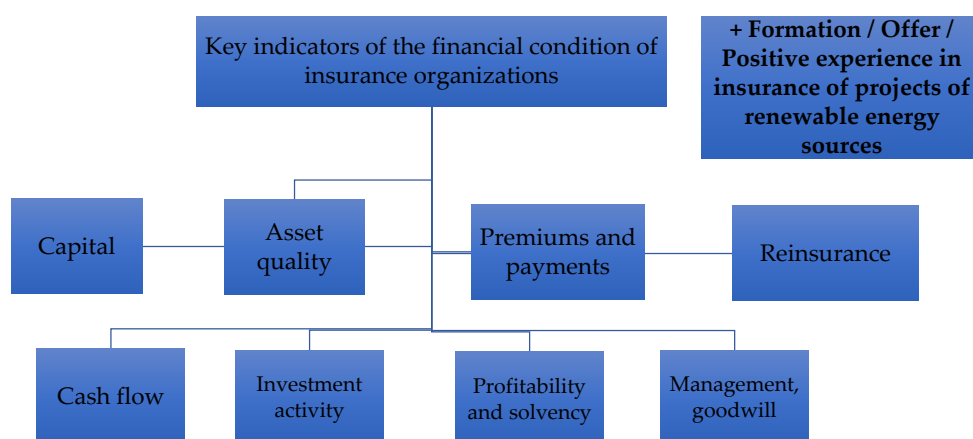 Key indicators of the financial condition of
insurance organizations
+ Formation / Offer /
Positive experience in
insurance of projects of
renewable energy
sources
Capital
Asset
quality
Premiums and
payments
Reinsurance
Cash flow
Investment
activity
Profitability
and solvency
Management,
goodwill